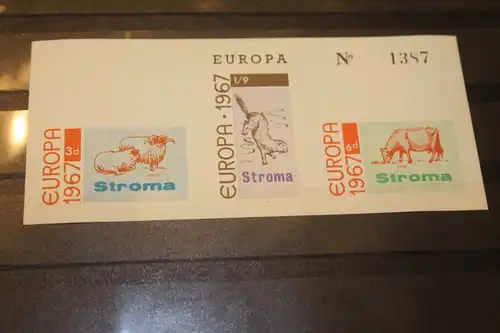 EUROPA Nº 1387
EUROPA 1967
3d.
Stroma
EUROPA · 1967
1/9
Stroma
EUROPA 1967
6d.
Stroma